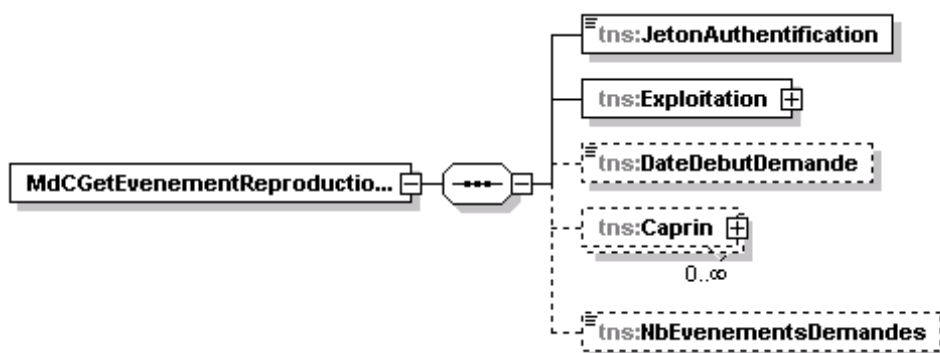 tns:JetonAuthentification
tns:Exploitation
tns:DateDebutDemande
MdCGetEvenementReproductio...
tns:Caprin
0..∞
tns:NbEvenementsDemandes